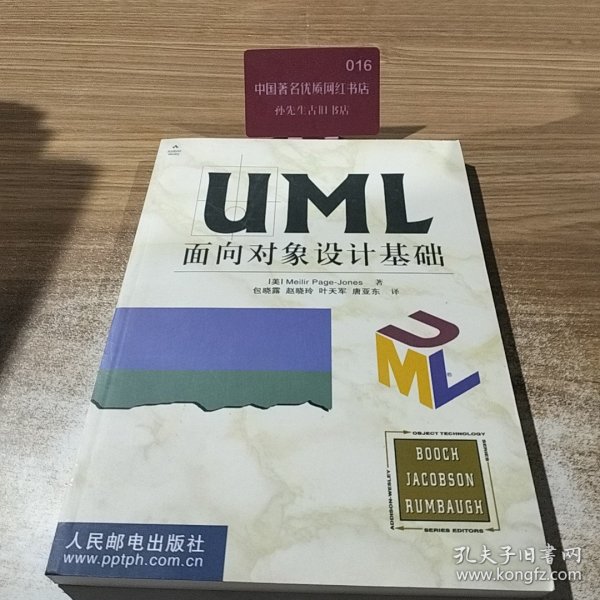 016
中国著名优质网红书店
孙先生古旧书店
UML
面向对象设计基础
[美] Meilir Page-Jones 著
包晓露 赵晓玲 叶天军 唐亚东 译
UML®
OBJECT TECHNOLOGY
SERIES
ADDISON-WESLEY
BOOCH
JACOBSON
RUMBAUGH
SERIES EDITORS
人民邮电出版社
www.pptph.com.cn
孔夫子旧书网
www.kongfz.com